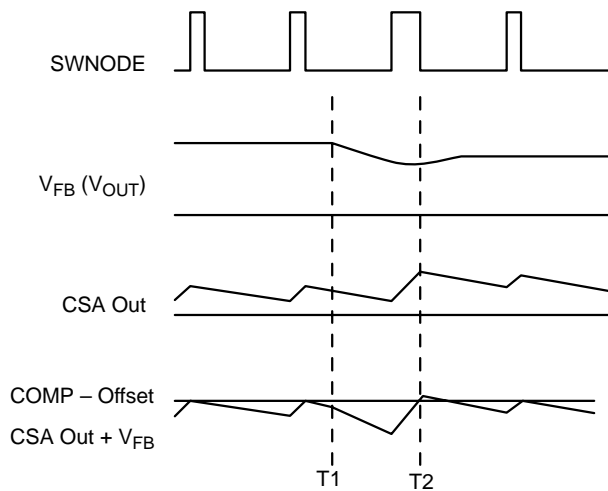 SWNODE
V_FB (V_OUT)
CSA Out
COMP – Offset
CSA Out + V_FB
T1 T2